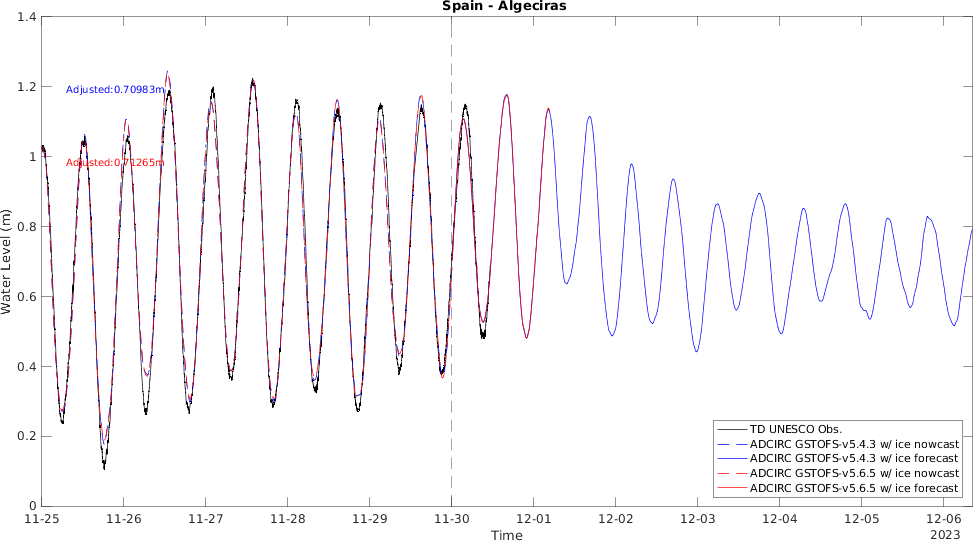 Spain - Algeciras
1.4
1.2
1
0.8
0.6
0.4
0.2
0
Water Level (m)
Adjusted:0.70983m
Adjusted:0.71265m
TD UNESCO Obs.
ADCIRC GSTOFS-v5.4.3 w/ ice nowcast
ADCIRC GSTOFS-v5.4.3 w/ ice forecast
ADCIRC GSTOFS-v5.6.5 w/ ice nowcast
ADCIRC GSTOFS-v5.6.5 w/ ice forecast
11-25 11-26 11-27 11-28 11-29 11-30 12-01 12-02 12-03 12-04 12-05 12-06
2023
Time